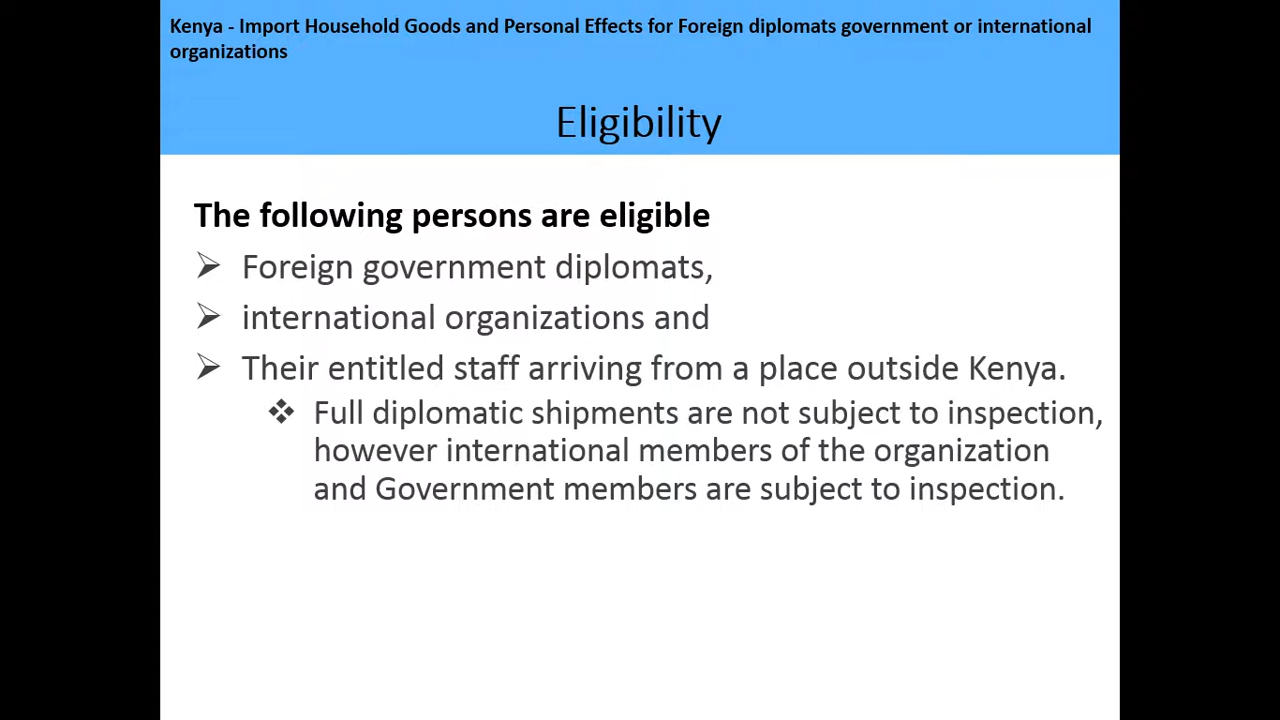 Kenya - Import Household Goods and Personal Effects for Foreign diplomats government or international
organizations
Eligibility
The following persons are eligible
Foreign government diplomats,
international organizations and
Their entitled staff arriving from a place outside Kenya.
Full diplomatic shipments are not subject to inspection,
however international members of the organization
and Government members are subject to inspection.